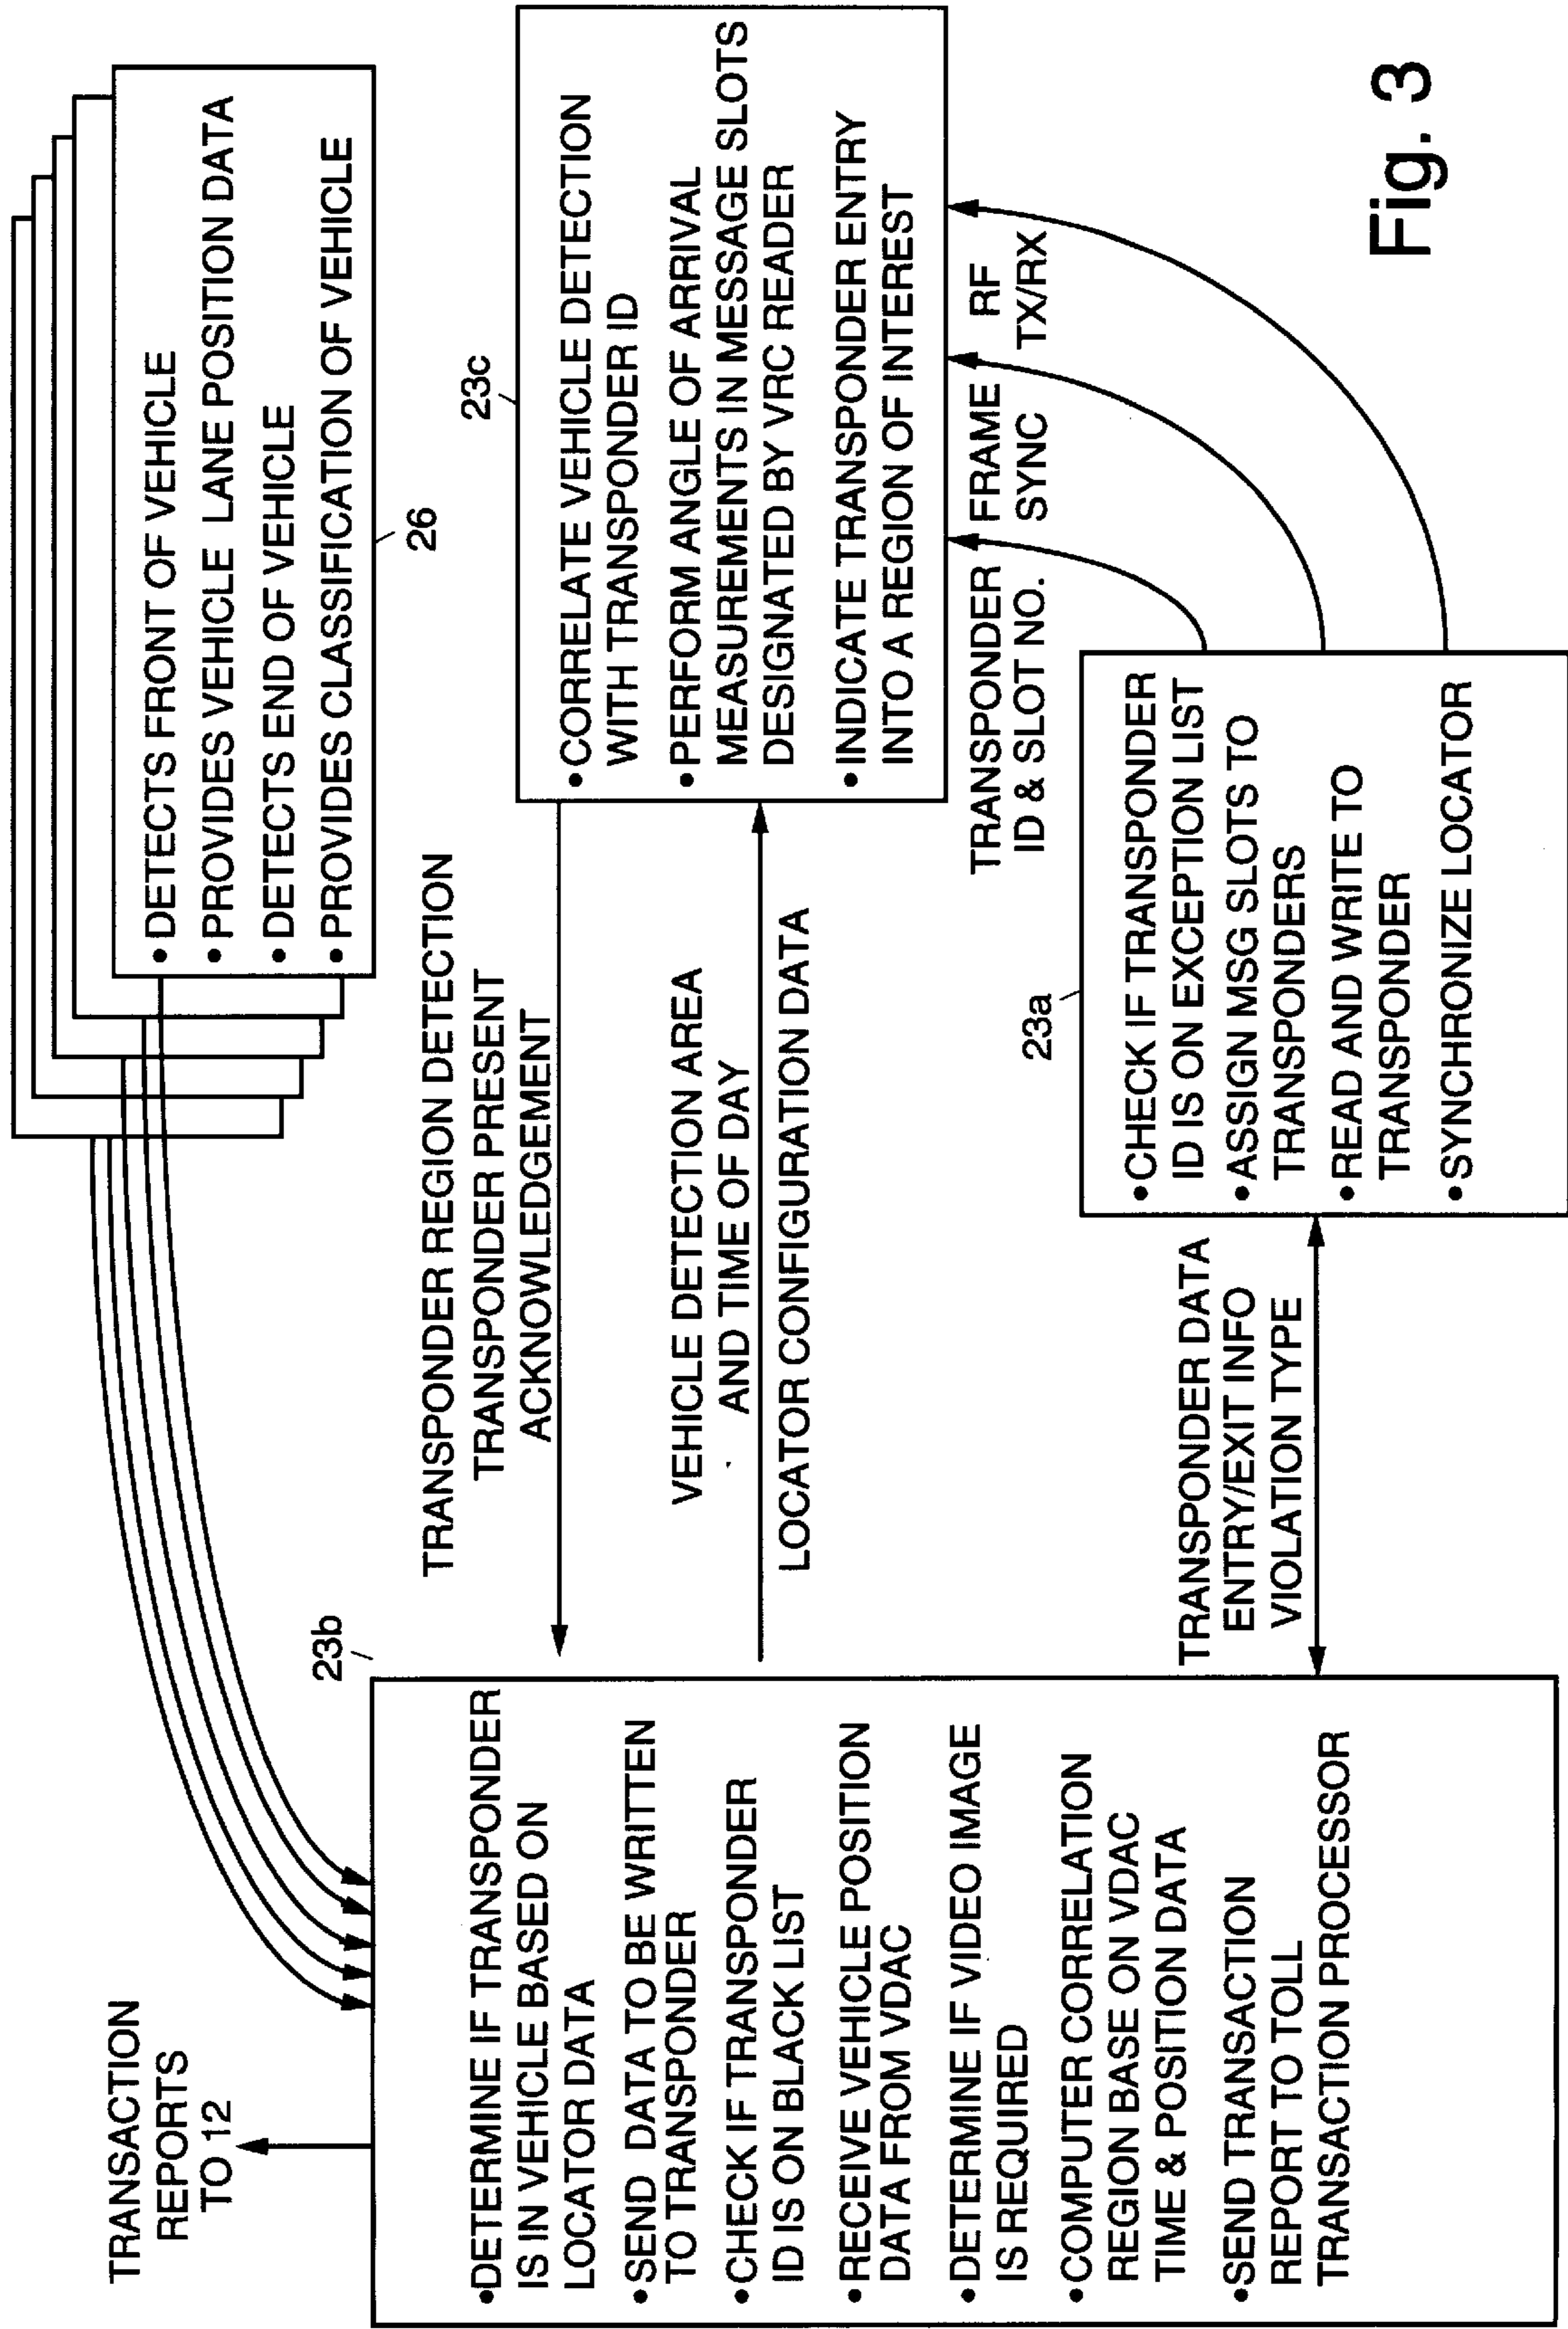 TRANSACTION
REPORTS
TO 12
23b
•DETERMINE IF TRANSPONDER
IS IN VEHICLE BASED ON
LOCATOR DATA
•SEND DATA TO BE WRITTEN
TO TRANSPONDER
•CHECK IF TRANSPONDER
ID IS ON BLACK LIST
•RECEIVE VEHICLE POSITION
DATA FROM VDAC
•DETERMINE IF VIDEO IMAGE
IS REQUIRED
•COMPUTER CORRELATION
REGION BASE ON VDAC
TIME & POSITION DATA
•SEND TRANSACTION
REPORT TO TOLL
TRANSACTION PROCESSOR
• DETECTS FRONT OF VEHICLE
• PROVIDES VEHICLE LANE POSITION DATA
• DETECTS END OF VEHICLE
• PROVIDES CLASSIFICATION OF VEHICLE
26
TRANSPONDER REGION DETECTION
TRANSPONDER PRESENT
ACKNOWLEDGEMENT
VEHICLE DETECTION AREA
AND TIME OF DAY
LOCATOR CONFIGURATION DATA
23c
•CORRELATE VEHICLE DETECTION
WITH TRANSPONDER ID
• PERFORM ANGLE OF ARRIVAL
MEASUREMENTS IN MESSAGE SLOTS
DESIGNATED BY VRC READER
• INDICATE TRANSPONDER ENTRY
INTO A REGION OF INTEREST
TRANSPONDER
ID & SLOT NO.
FRAME
SYNC
RF
TX/RX
TRANSPONDER DATA
ENTRY/EXIT INFO
VIOLATION TYPE
23a
•CHECK IF TRANSPONDER
ID IS ON EXCEPTION LIST
•ASSIGN MSG SLOTS TO
TRANSPONDERS
•READ AND WRITE TO
TRANSPONDER
•SYNCHRONIZE LOCATOR
Fig. 3